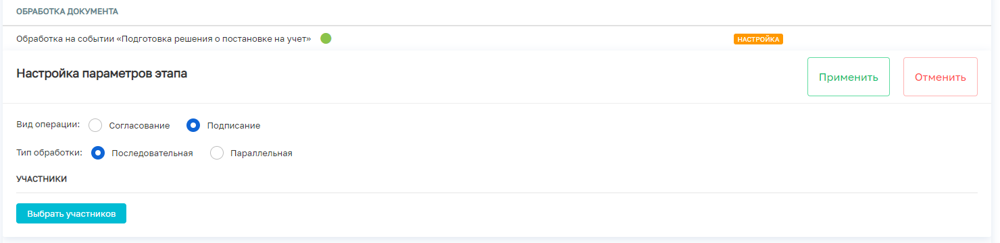 ОБРАБОТКА ДОКУМЕНТА
Обработка на событии «Подготовка решения о постановке на учет» НАСТРОЙКА
Настройка параметров этапа Применить Отменить
Вид операции: Согласование Подписание
Тип обработки: Последовательная Параллельная
УЧАСТНИКИ
Выбрать участников